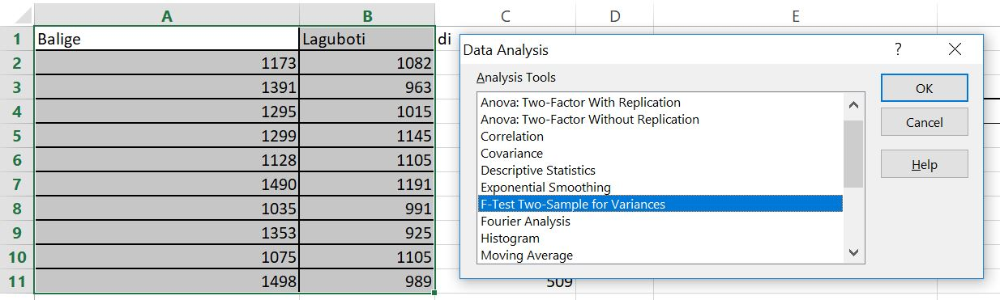 A B C D E
1 Balige Laguboti di
2 1173 1082
3 1391 963
4 1295 1015
5 1299 1145
6 1128 1105
7 1490 1191
8 1035 991
9 1353 925
10 1075 1105
11 1498 989 509
Data Analysis ?
Analysis Tools
Anova: Two-Factor With Replication
Anova: Two-Factor Without Replication
Correlation
Covariance
Descriptive Statistics
Exponential Smoothing
F-Test Two-Sample for Variances
Fourier Analysis
Histogram
Moving Average
OK
Cancel
Help